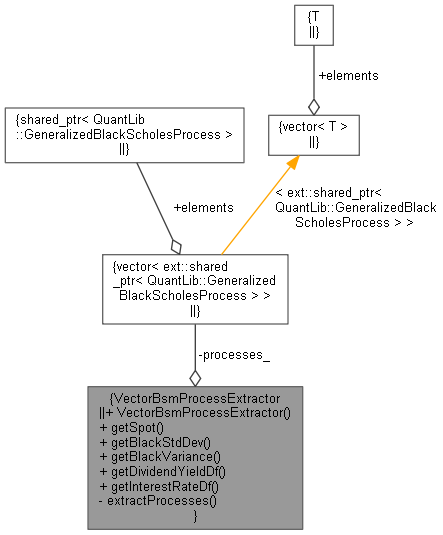 {T
||}
+elements
{shared_ptr< QuantLib
::GeneralizedBlackScholesProcess >
||}
{vector< T >
||}
+elements
< ext::shared_ptr<
QuantLib::GeneralizedBlack
ScholesProcess > >
{vector< ext::shared
_ptr< QuantLib::Generalized
BlackScholesProcess > >
||}
-processes_
{VectorBsmProcessExtractor
||+ VectorBsmProcessExtractor()
+ getSpot()
+ getBlackStdDev()
+ getBlackVariance()
+ getDividendYieldDf()
+ getInterestRateDf()
- extractProcesses()
}